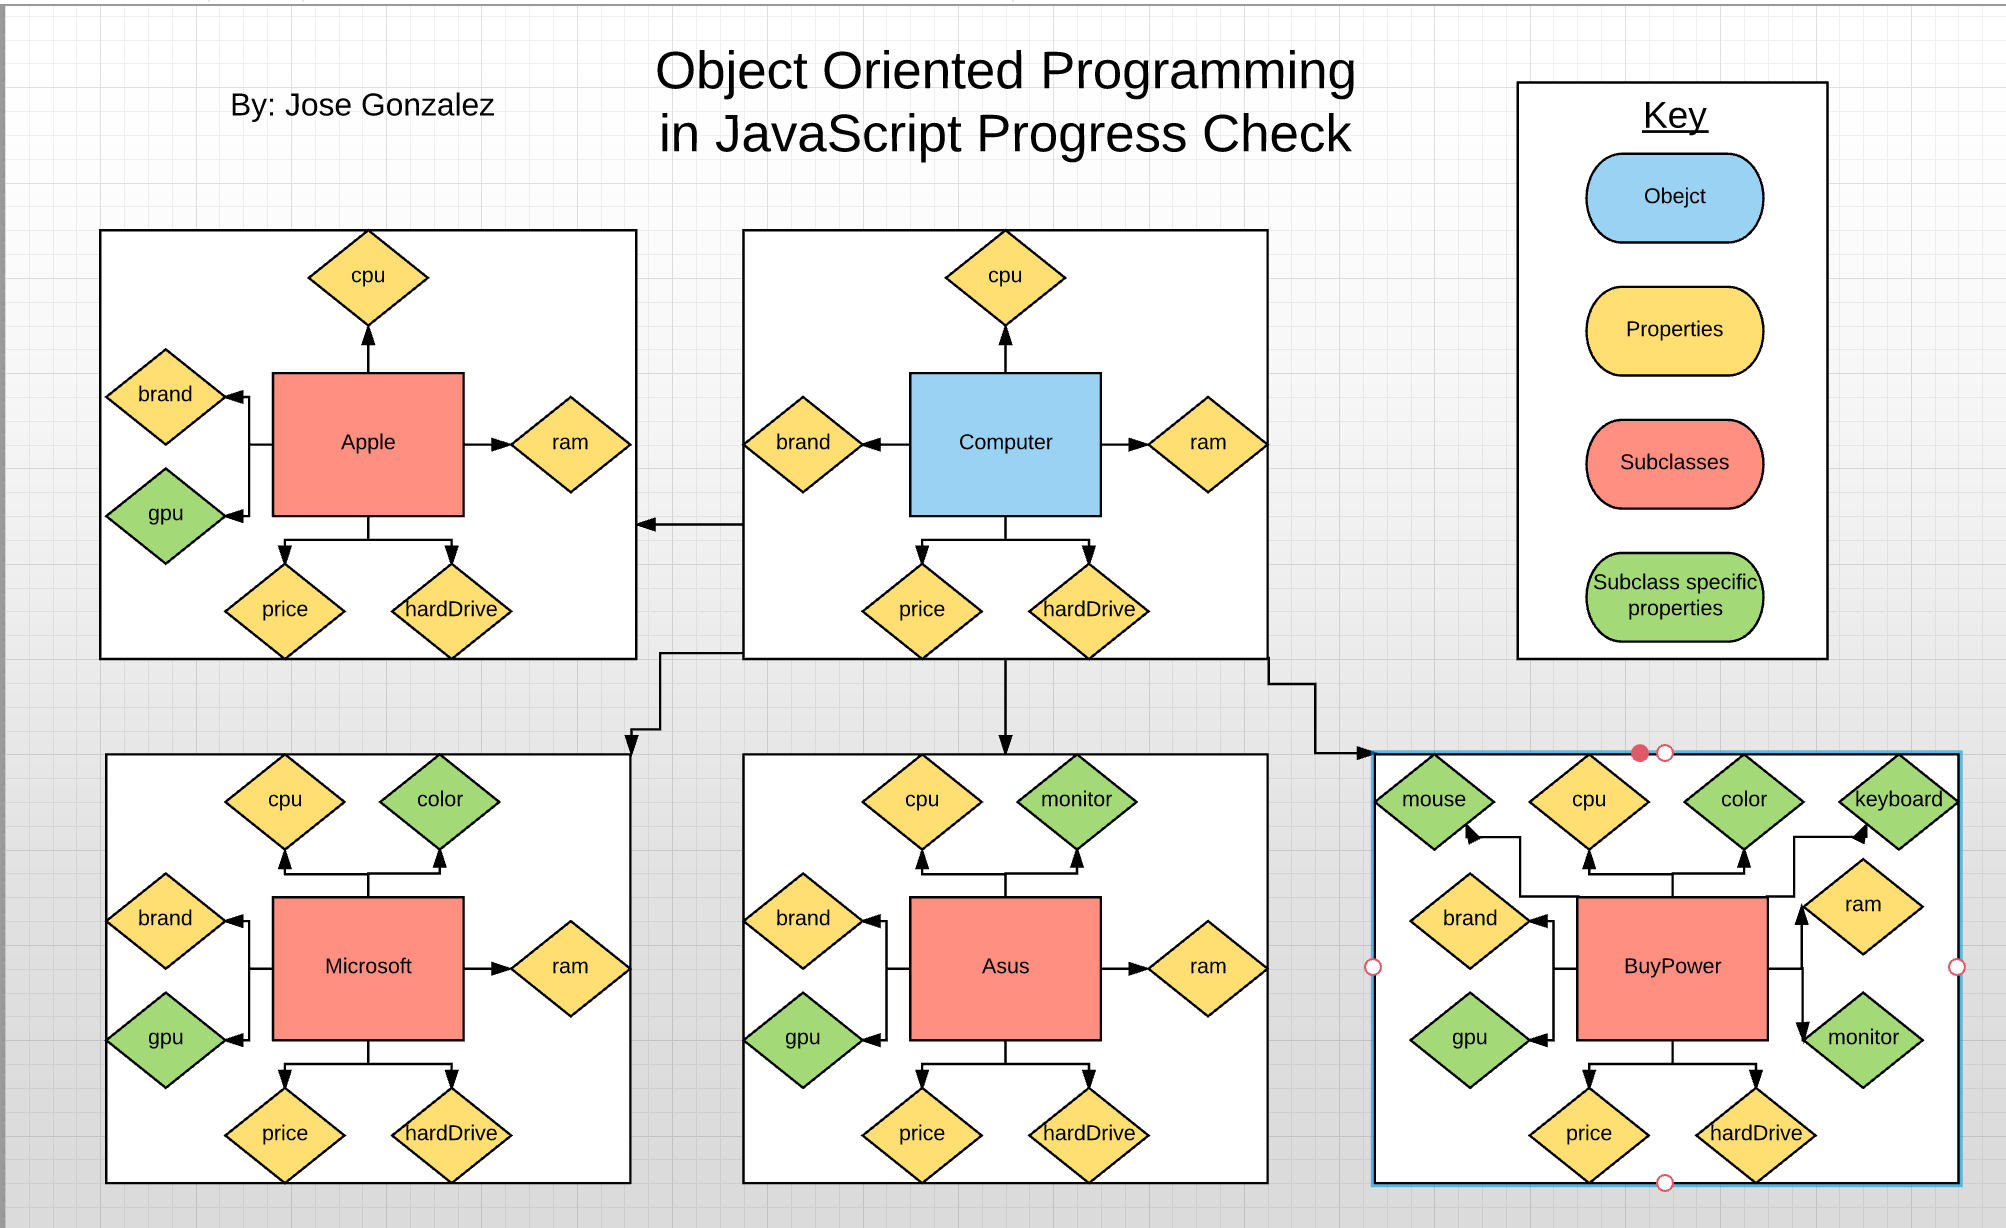 Object Oriented Programming
in JavaScript Progress Check
By: Jose Gonzalez
Key
Obejct
Properties
Subclasses
Subclass specific
properties
cpu
brand
Apple
ram
gpu
price
hardDrive
cpu
brand
Computer
ram
price
hardDrive
cpu
color
brand
Microsoft
ram
gpu
price
hardDrive
cpu
monitor
brand
Asus
ram
gpu
price
hardDrive
mouse
cpu
color
keyboard
brand
ram
BuyPower
gpu
monitor
price
hardDrive